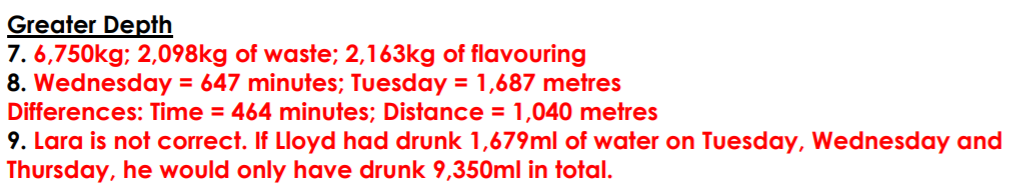 Greater Depth
7. 6,750kg; 2,098kg of waste; 2,163kg of flavouring
8. Wednesday = 647 minutes; Tuesday = 1,687 metres
Differences: Time = 464 minutes; Distance = 1,040 metres
9. Lara is not correct. If Lloyd had drunk 1,679ml of water on Tuesday, Wednesday and
Thursday, he would only have drunk 9,350ml in total.